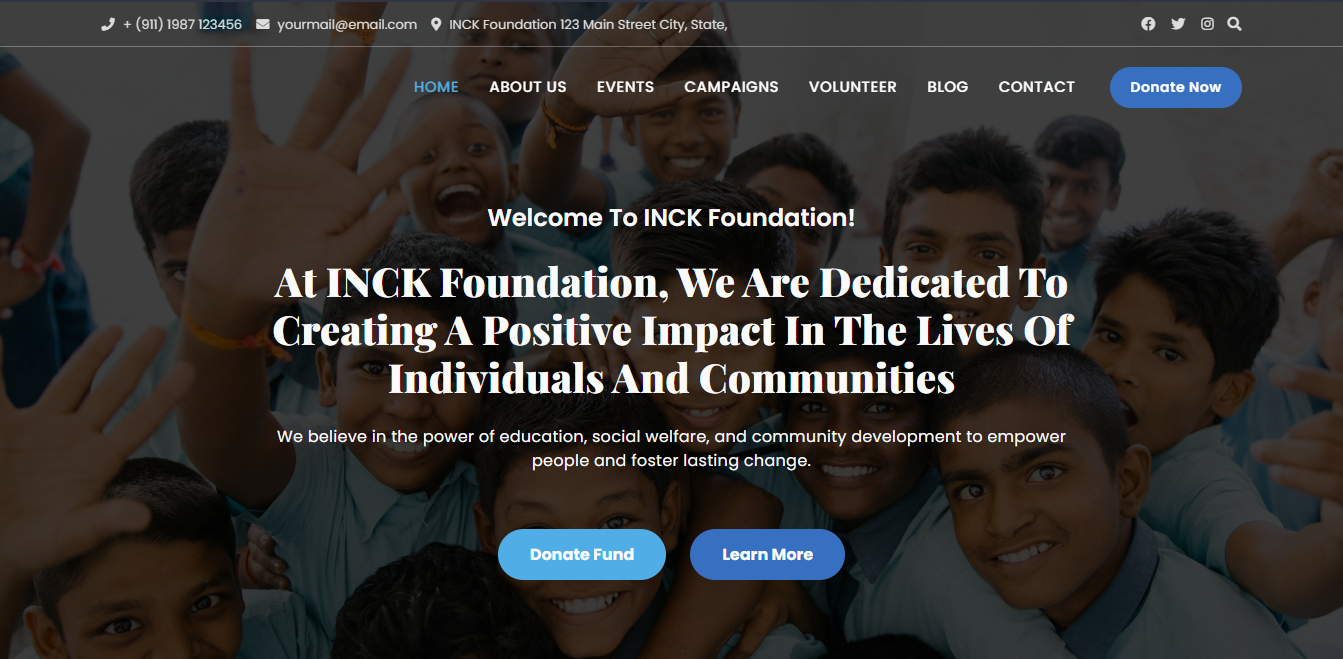 + (911) 1987 123456 yourmail@email.com INCK Foundation 123 Main Street City, State,
HOME ABOUT US EVENTS CAMPAIGNS VOLUNTEER BLOG CONTACT Donate Now
Welcome To INCK Foundation!
At INCK Foundation, We Are Dedicated To
Creating A Positive Impact In The Lives Of
Individuals And Communities
We believe in the power of education, social welfare, and community development to empower
people and foster lasting change.
Donate Fund Learn More